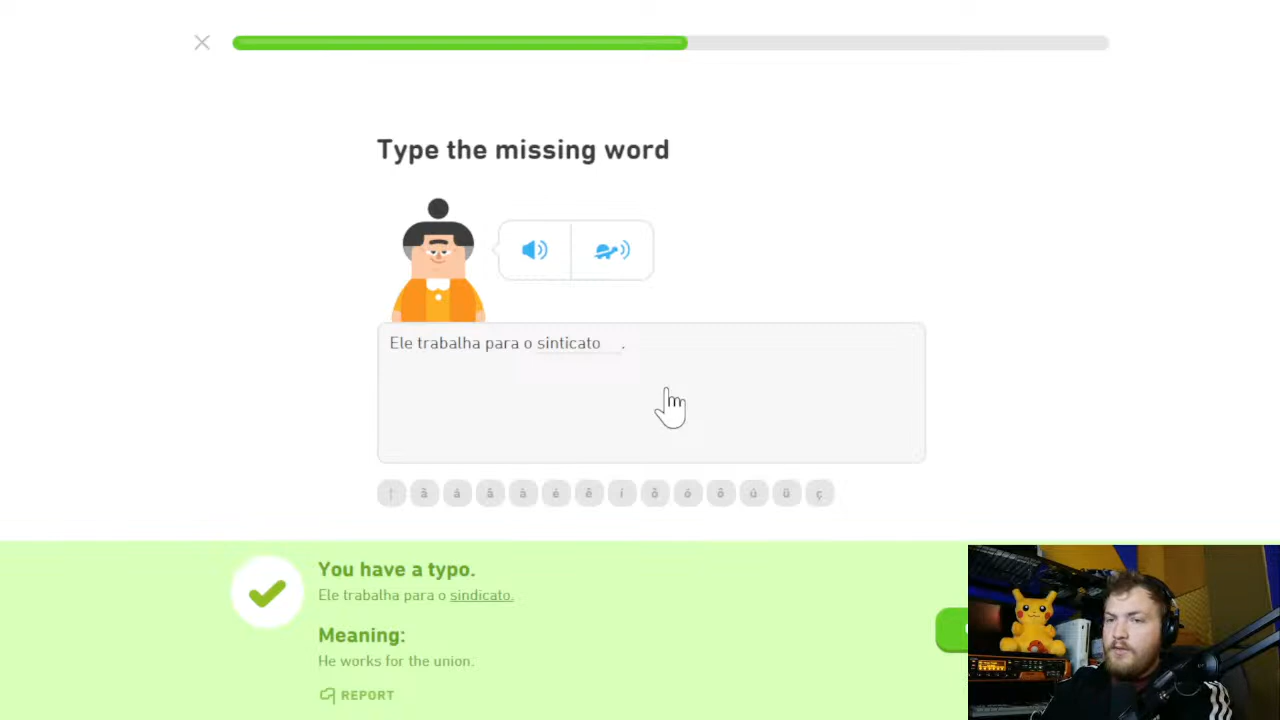 Type the missing word
Ele trabalha para o sinticato .
ã á â à é ê í õ ó ô ú ü ç
You have a typo.
Ele trabalha para o sindicato.
Meaning:
He works for the union.
REPORT